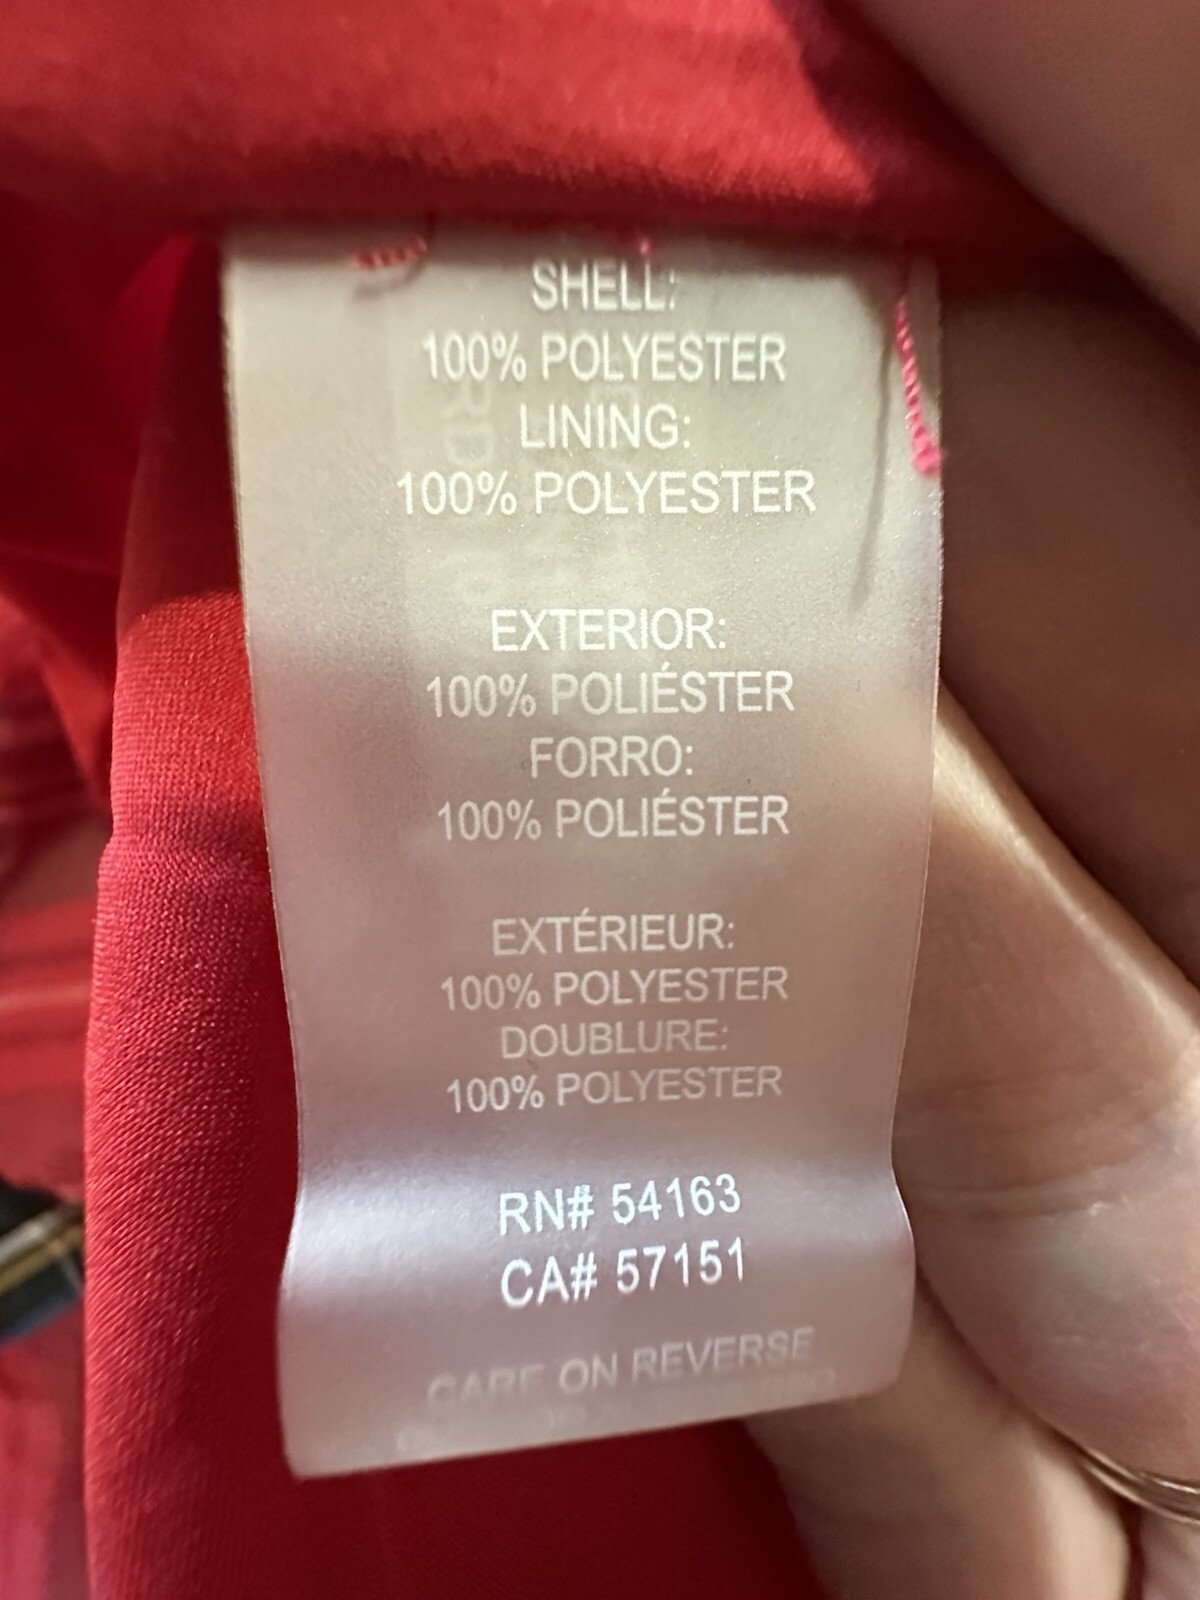 SHELL:
100% POLYESTER
LINING:
100% POLYESTER
EXTERIOR:
100% POLIÉSTER
FORRO:
100% POLIÉSTER
EXTÉRIEUR:
100% POLYESTER
DOUBLURE:
100% POLYESTER
RN# 54163
CA# 57151
CARE ON REVERSE